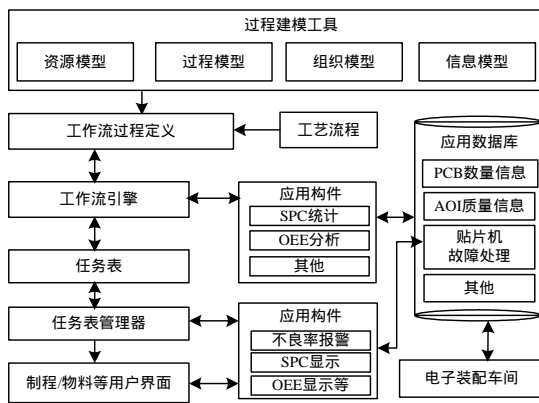 过程建模工具
资源模型
过程模型
组织模型
信息模型
工作流过程定义
工艺流程
工作流引擎
任务表
任务表管理器
制程/物料等用户界面
应用构件
SPC统计
OEE分析
其他
应用构件
不良率报警
SPC显示
OEE显示等
应用数据库
PCB数量信息
AOI质量信息
贴片机
故障处理
其他
电子装配车间